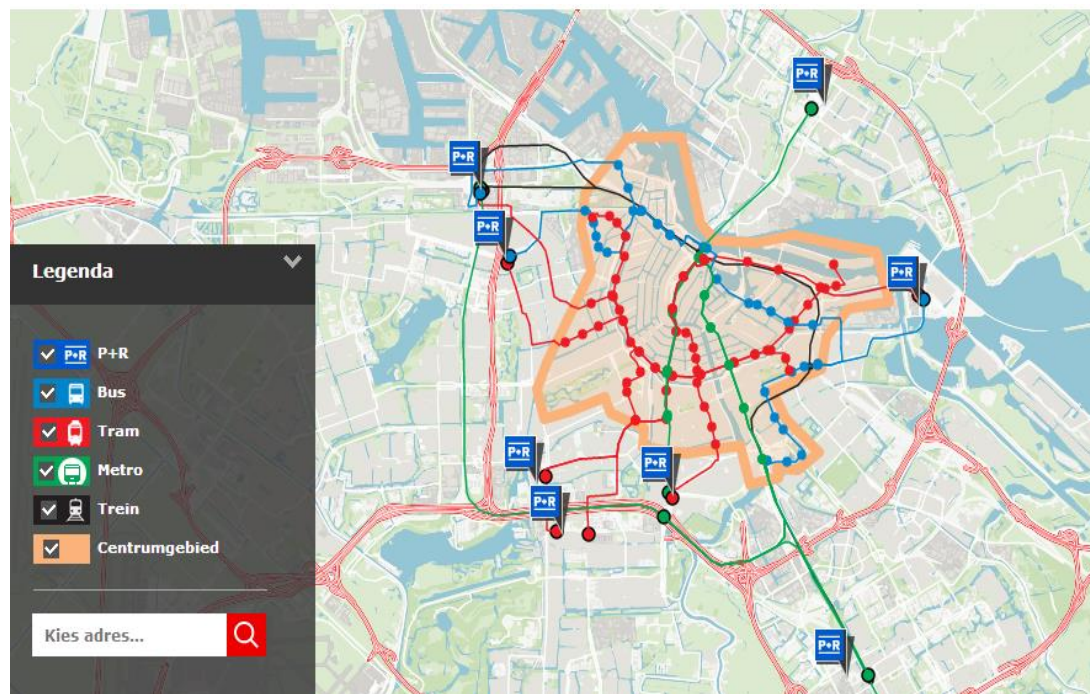 P+R
P+R
P+R
P+R
P+R
P+R
P+R
P+R
Legenda
P+R P+R
Bus
Tram
Metro
Trein
Centrumgebied
Kies adres...